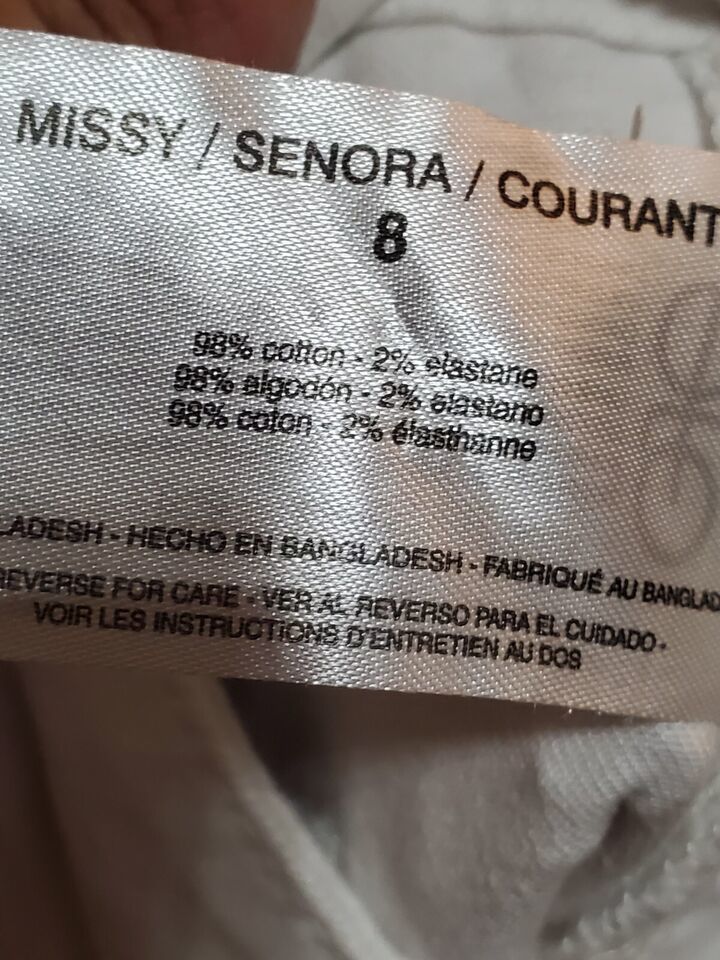 MISSY / SENORA / COURANT
8
98% cotton - 2% elastane
98% algodón - 2% elastano
98% coton - 2% élasthanne
LADESH - HECHO EN BANGLADESH - FABRIQUÉ AU BANGLAD
REVERSE FOR CARE - VER AL REVERSO PARA EL CUIDADO -
VOIR LES INSTRUCTIONS D'ENTRETIEN AU DOS